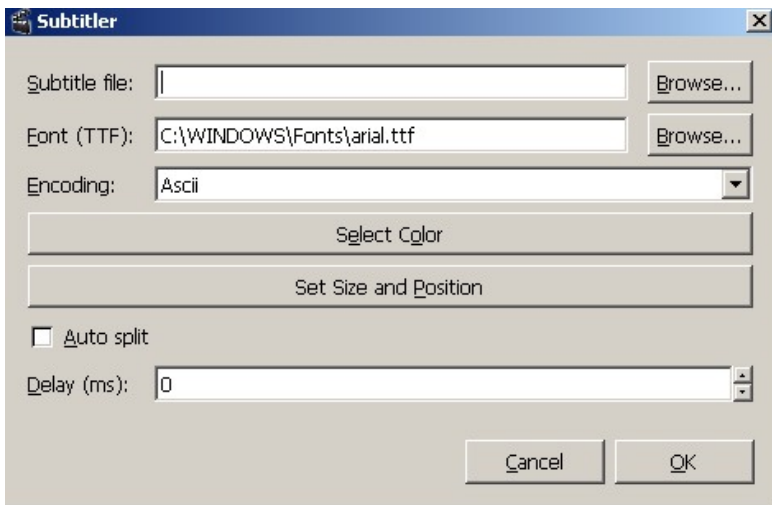 Subtitler
Subtitle file: Browse...
Font (TTF): C:\WINDOWS\Fonts\arial.ttf Browse...
Encoding: Ascii
Select Color
Set Size and Position
Auto split
Delay (ms): 0
Cancel OK